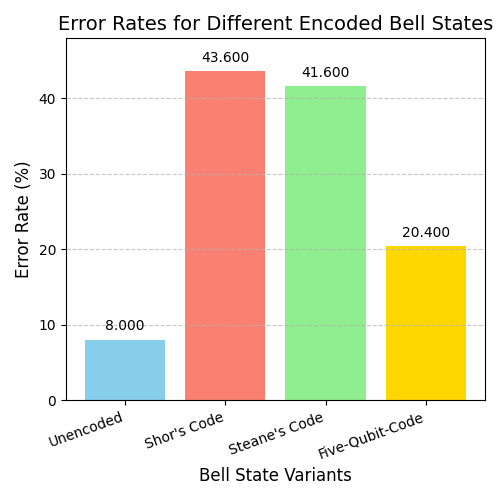 Error Rates for Different Encoded Bell States
43.600
41.600
20.400
8.000
40
30
20
10
0
Error Rate (%)
Unencoded
Shor's Code
Steane's Code
Five-Qubit-Code
Bell State Variants